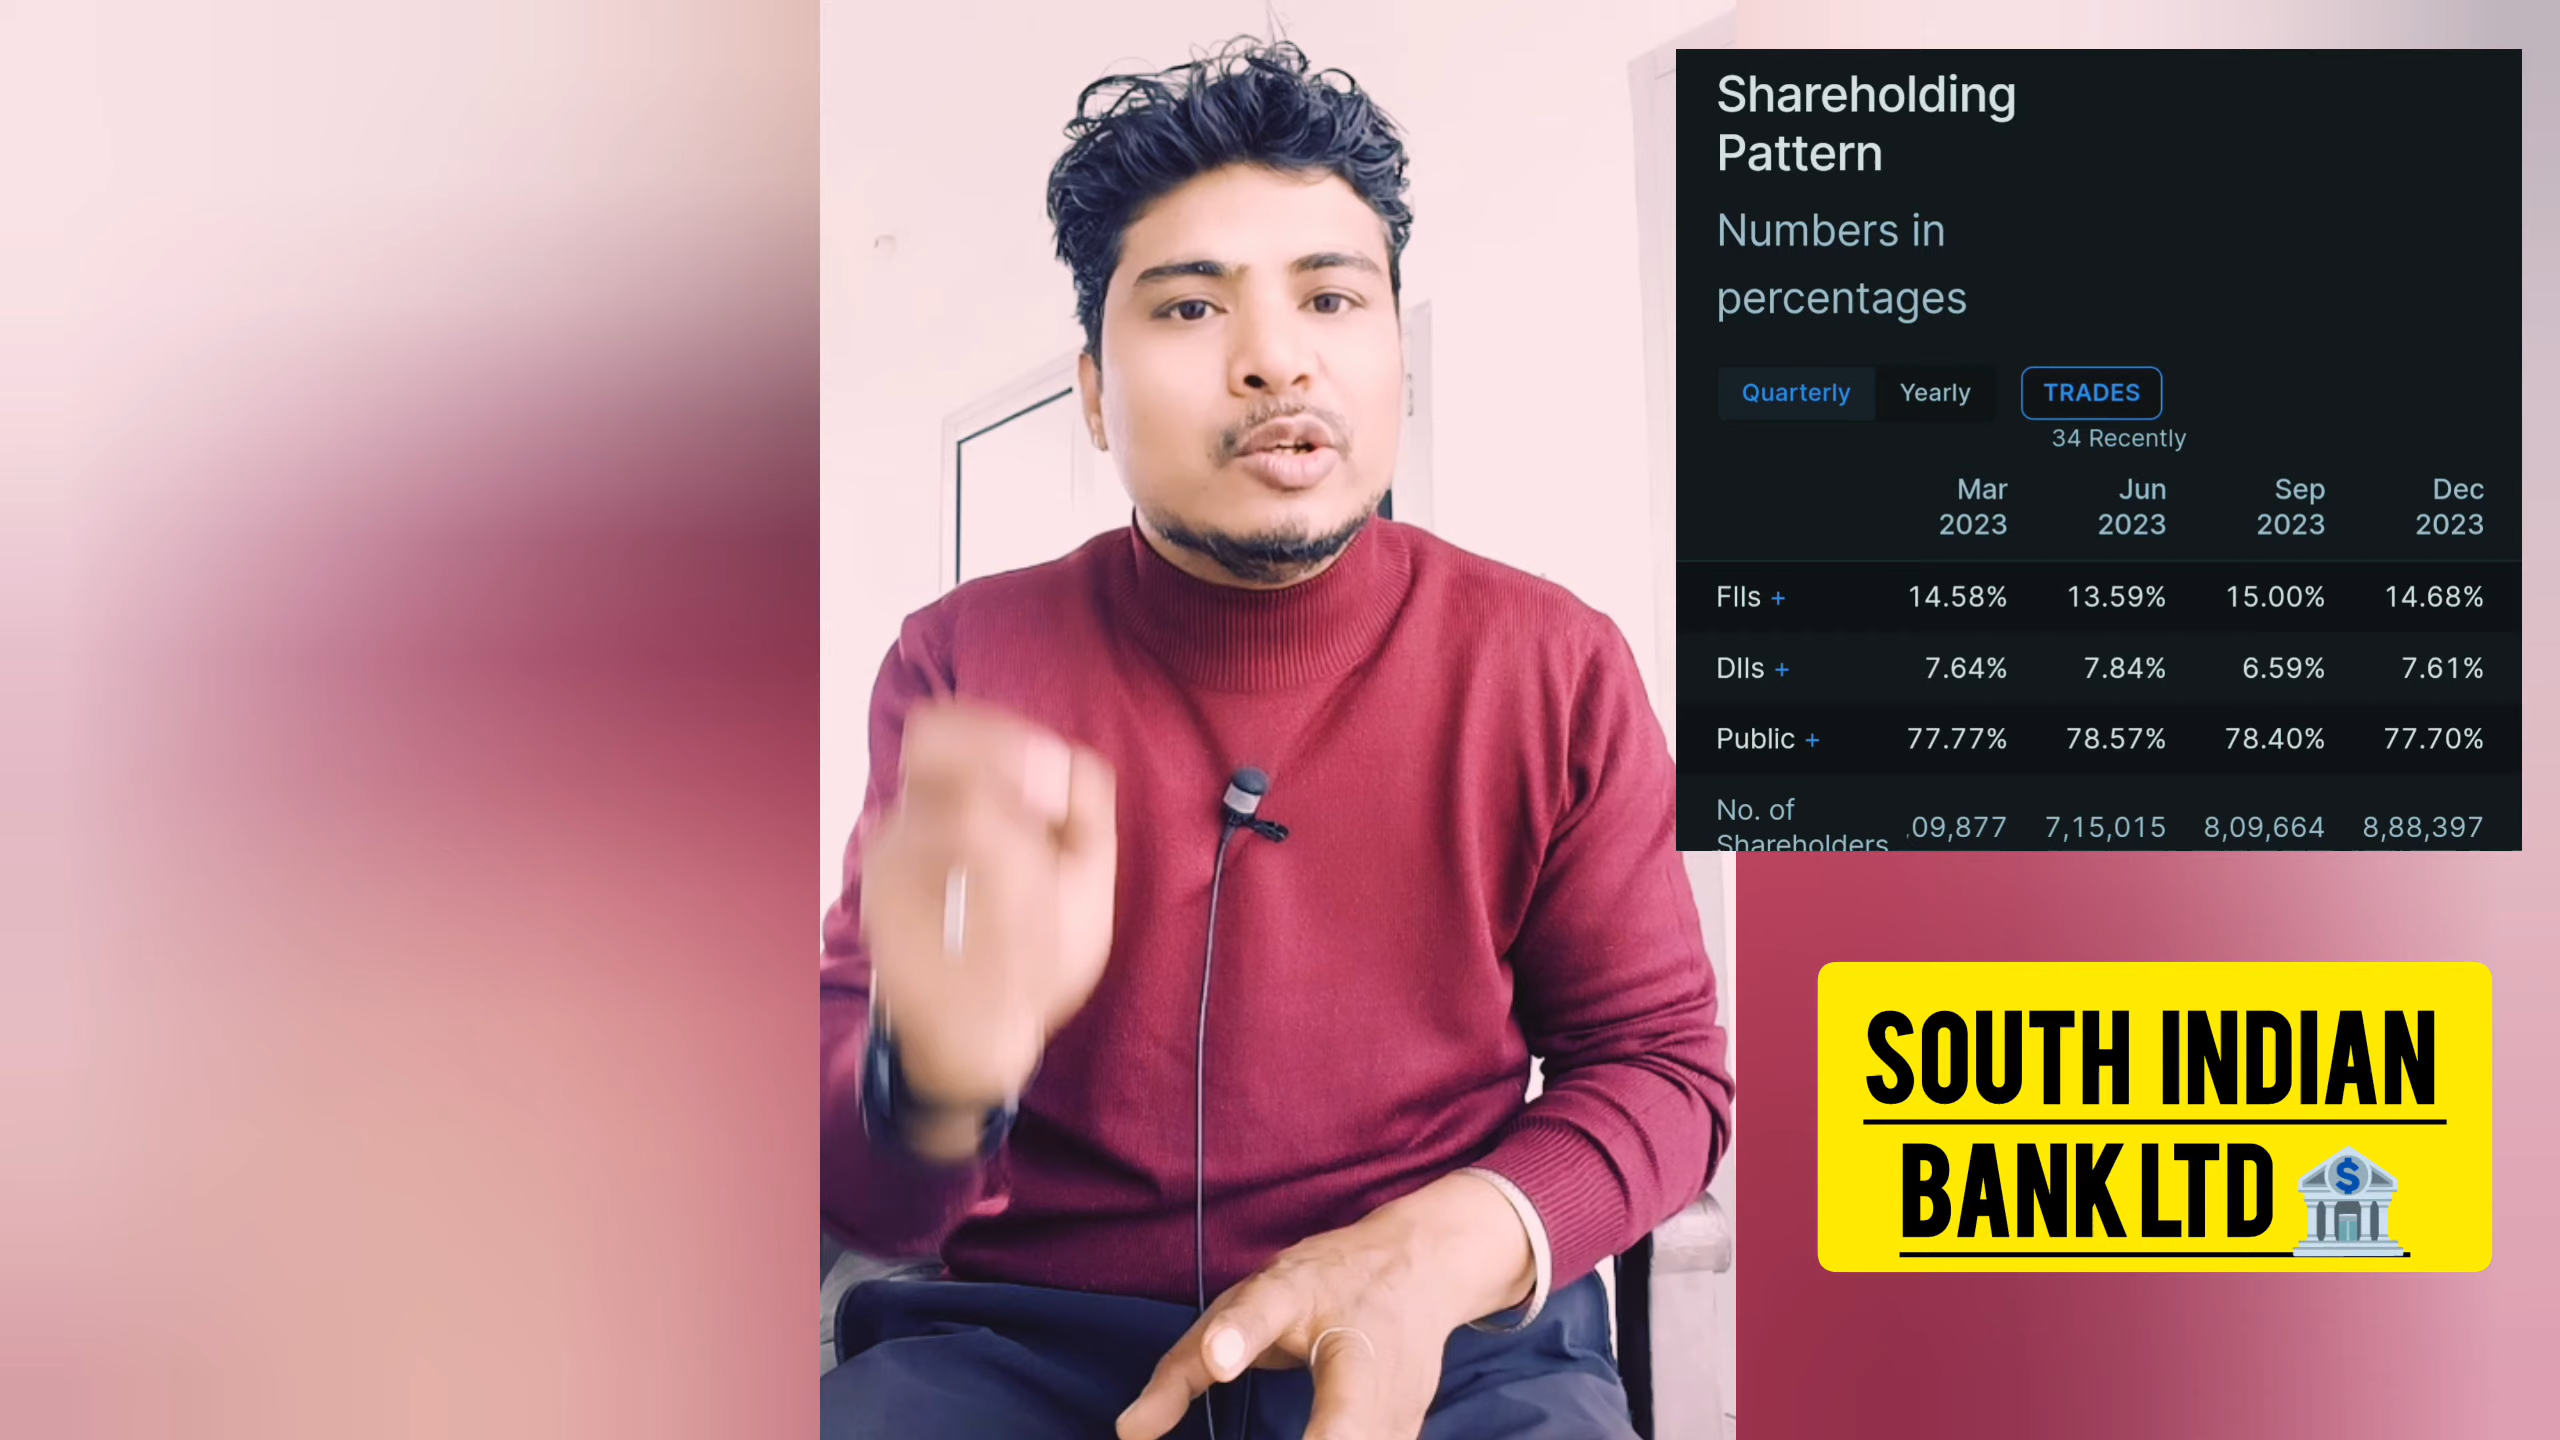 Shareholding
Pattern
Numbers in
percentages
Quarterly Yearly TRADES
34 Recently
Mar Jun Sep Dec
2023 2023 2023 2023
FIIs + 14.58% 13.59% 15.00% 14.68%
DIIs + 7.64% 7.84% 6.59% 7.61%
Public + 77.77% 78.57% 78.40% 77.70%
No. of
Shareholders ,09,877 7,15,015 8,09,664 8,88,397
SOUTH INDIAN
BANK LTD